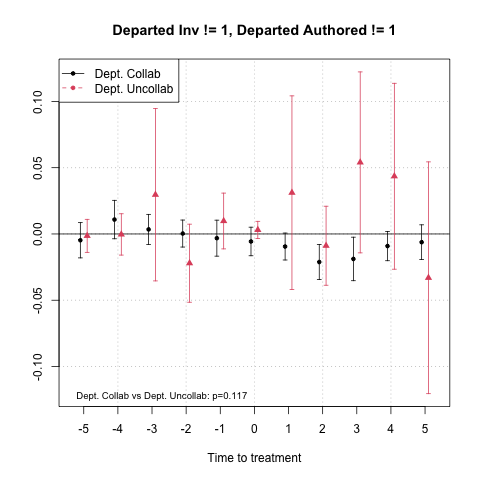 Departed Inv != 1, Departed Authored != 1
Dept. Collab
Dept. Uncollab
0.10
0.05
0.00
-0.05
-0.10
Dept. Collab vs Dept. Uncollab: p=0.117
-5 -4 -3 -2 -1 0 1 2 3 4 5
Time to treatment